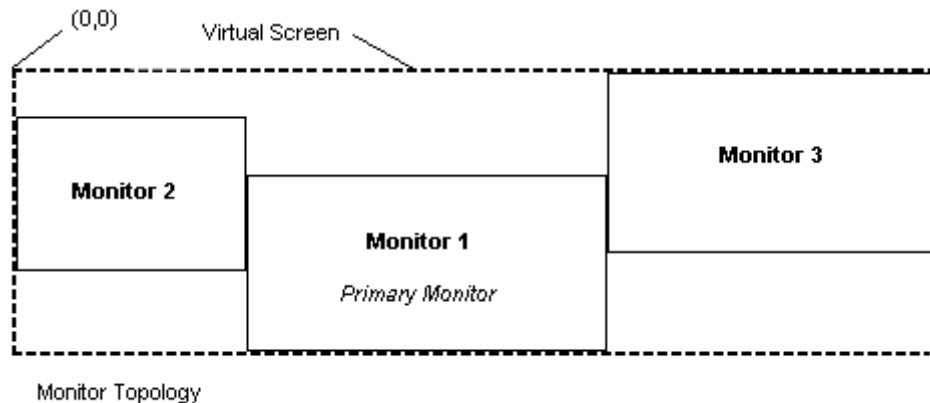 (0,0)
Virtual Screen
Monitor 3
Monitor 2
Monitor 1
Primary Monitor
Monitor Topology